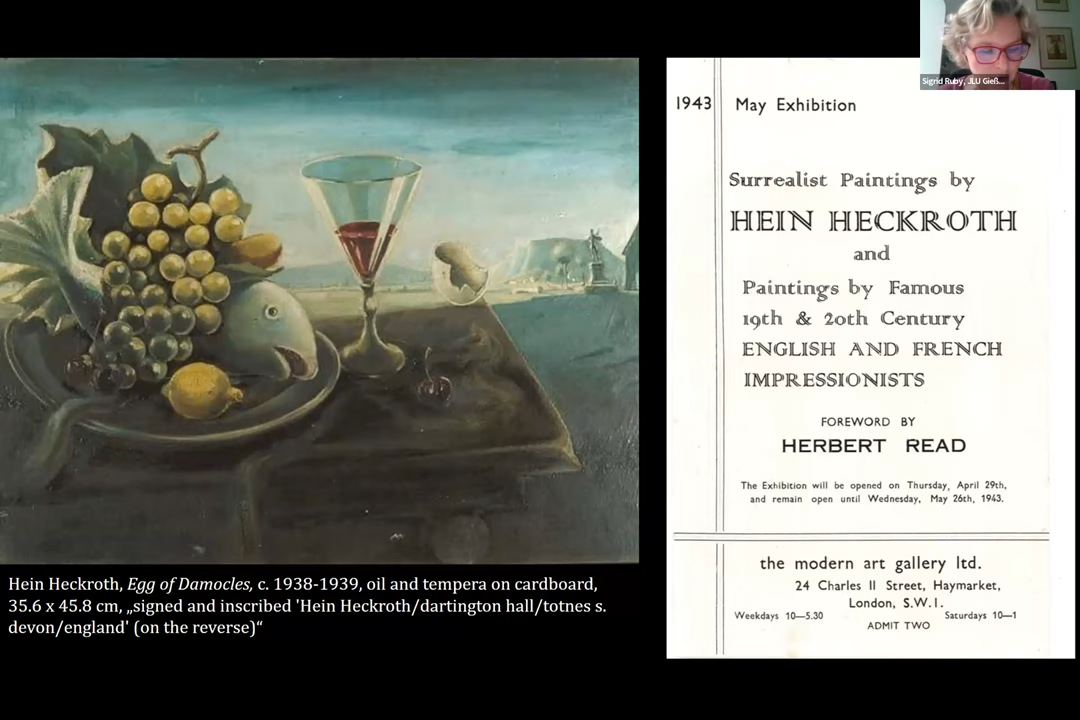 Sigrid Ruby, JLU Gieß...
1943 May Exhibition
Surrealist Paintings by
HEIN HECKROTH
and
Paintings by Famous
19th & 20th Century
ENGLISH AND FRENCH
IMPRESSIONISTS
FOREWORD BY
HERBERT READ
The Exhibition will be opened on Thursday, April 29th,
and remain open until Wednesday, May 26th, 1943.
the modern art gallery ltd.
24 Charles II Street, Haymarket,
London, S.W.1.
Weekdays 10—5.30 Saturdays 10—1
ADMIT TWO
Hein Heckroth, Egg of Damocles, c. 1938-1939, oil and tempera on cardboard,
35.6 x 45.8 cm, „signed and inscribed 'Hein Heckroth/dartington hall/totnes s.
devon/england' (on the reverse)“